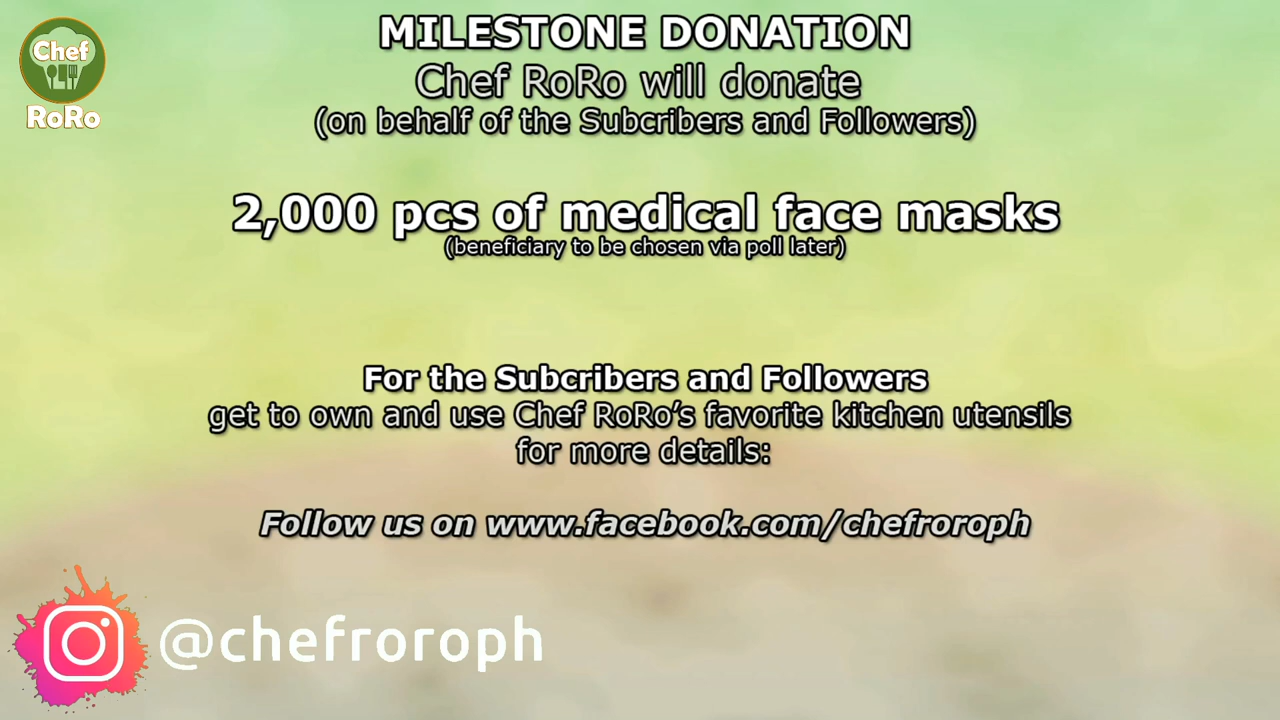 Chef
RoRo
MILESTONE DONATION
Chef RoRo will donate
(on behalf of the Subcribers and Followers)
2,000 pcs of medical face masks
(beneficiary to be chosen via poll later)
For the Subcribers and Followers
get to own and use Chef RoRo's favorite kitchen utensils
for more details:
Follow us on www.facebook.com/chefroroph
@chefroroph